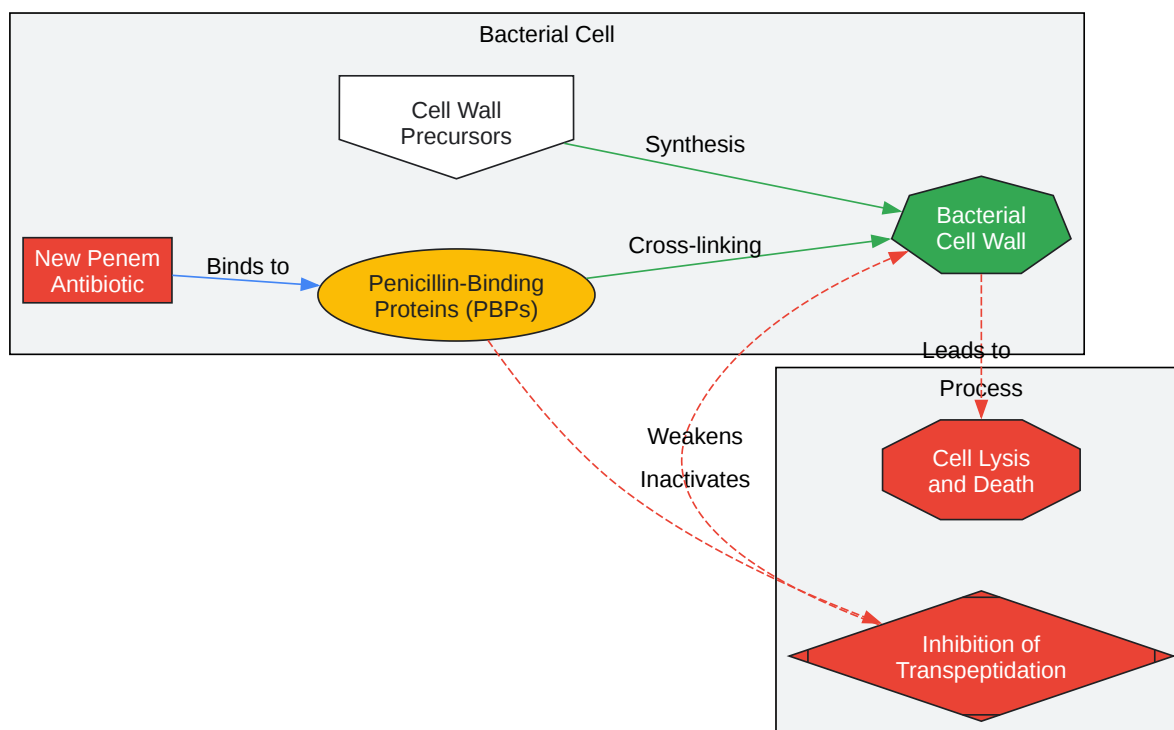 Bacterial Cell
Cell Wall
Precursors
Synthesis
Bacterial
Cell Wall
New Penem
Antibiotic
Binds to
Penicillin-Binding
Proteins (PBPs)
Cross-linking
Leads to
Process
Weakens
Inactivates
Cell Lysis
and Death
Inhibition of
Transpeptidation